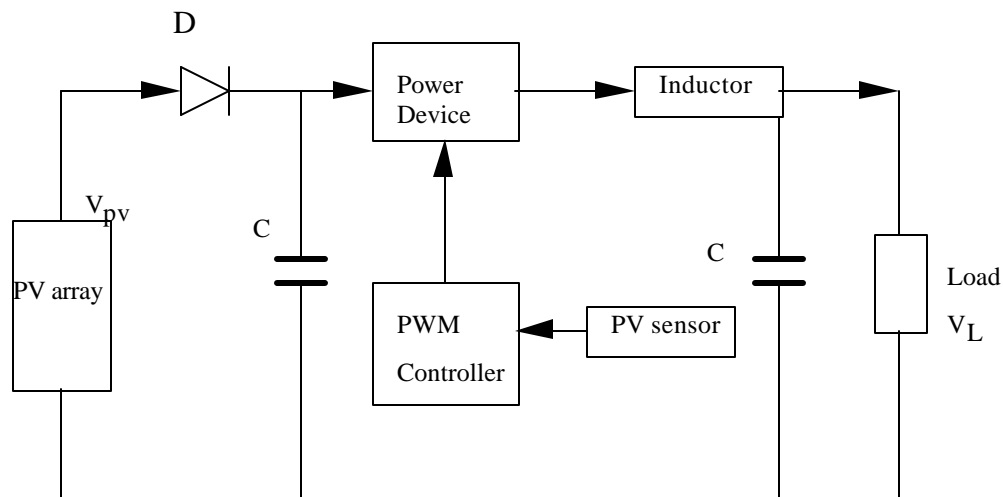 D
Power
Device
Inductor
Vpv
C
C
PV array
PWM
Controller
PV sensor
Load
VL